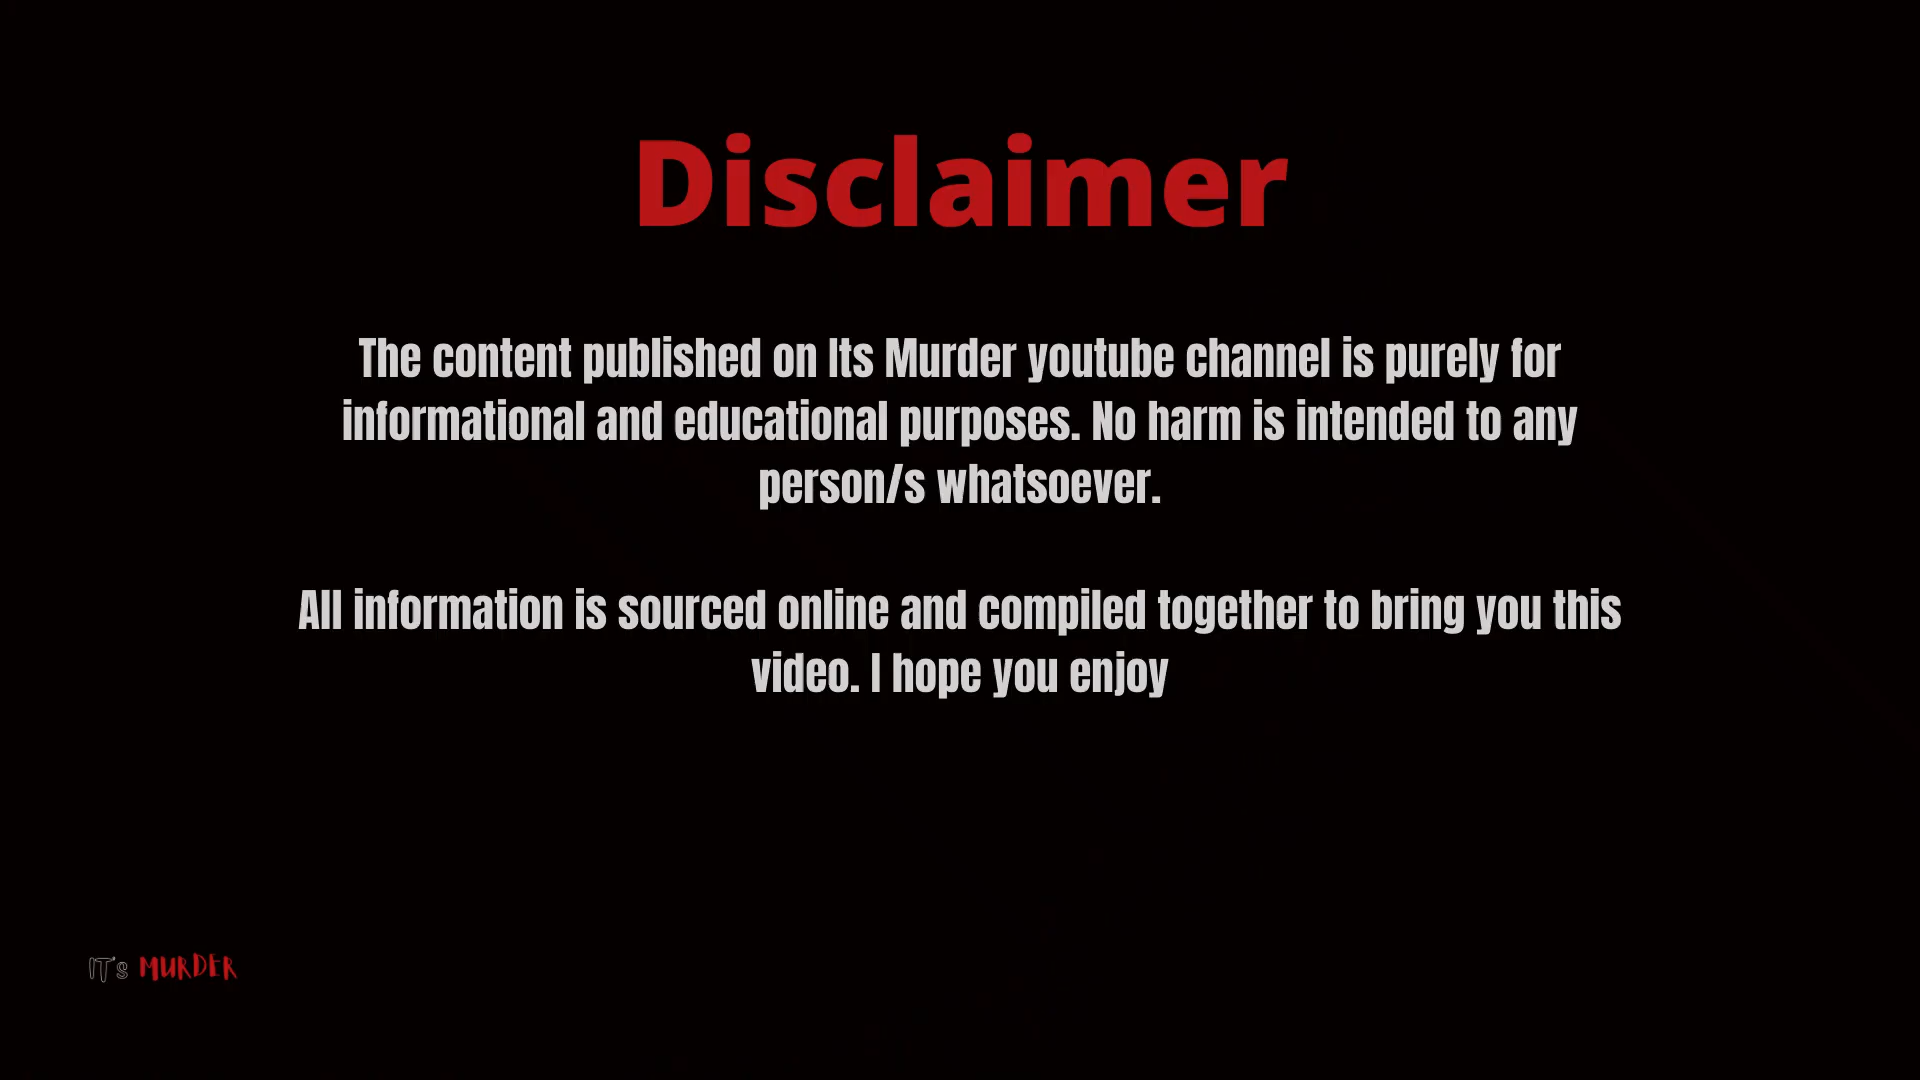 Disclaimer
The content published on Its Murder youtube channel is purely for
informational and educational purposes. No harm is intended to any
person/s whatsoever.
All information is sourced online and compiled together to bring you this
video. I hope you enjoy
IT's MURDER